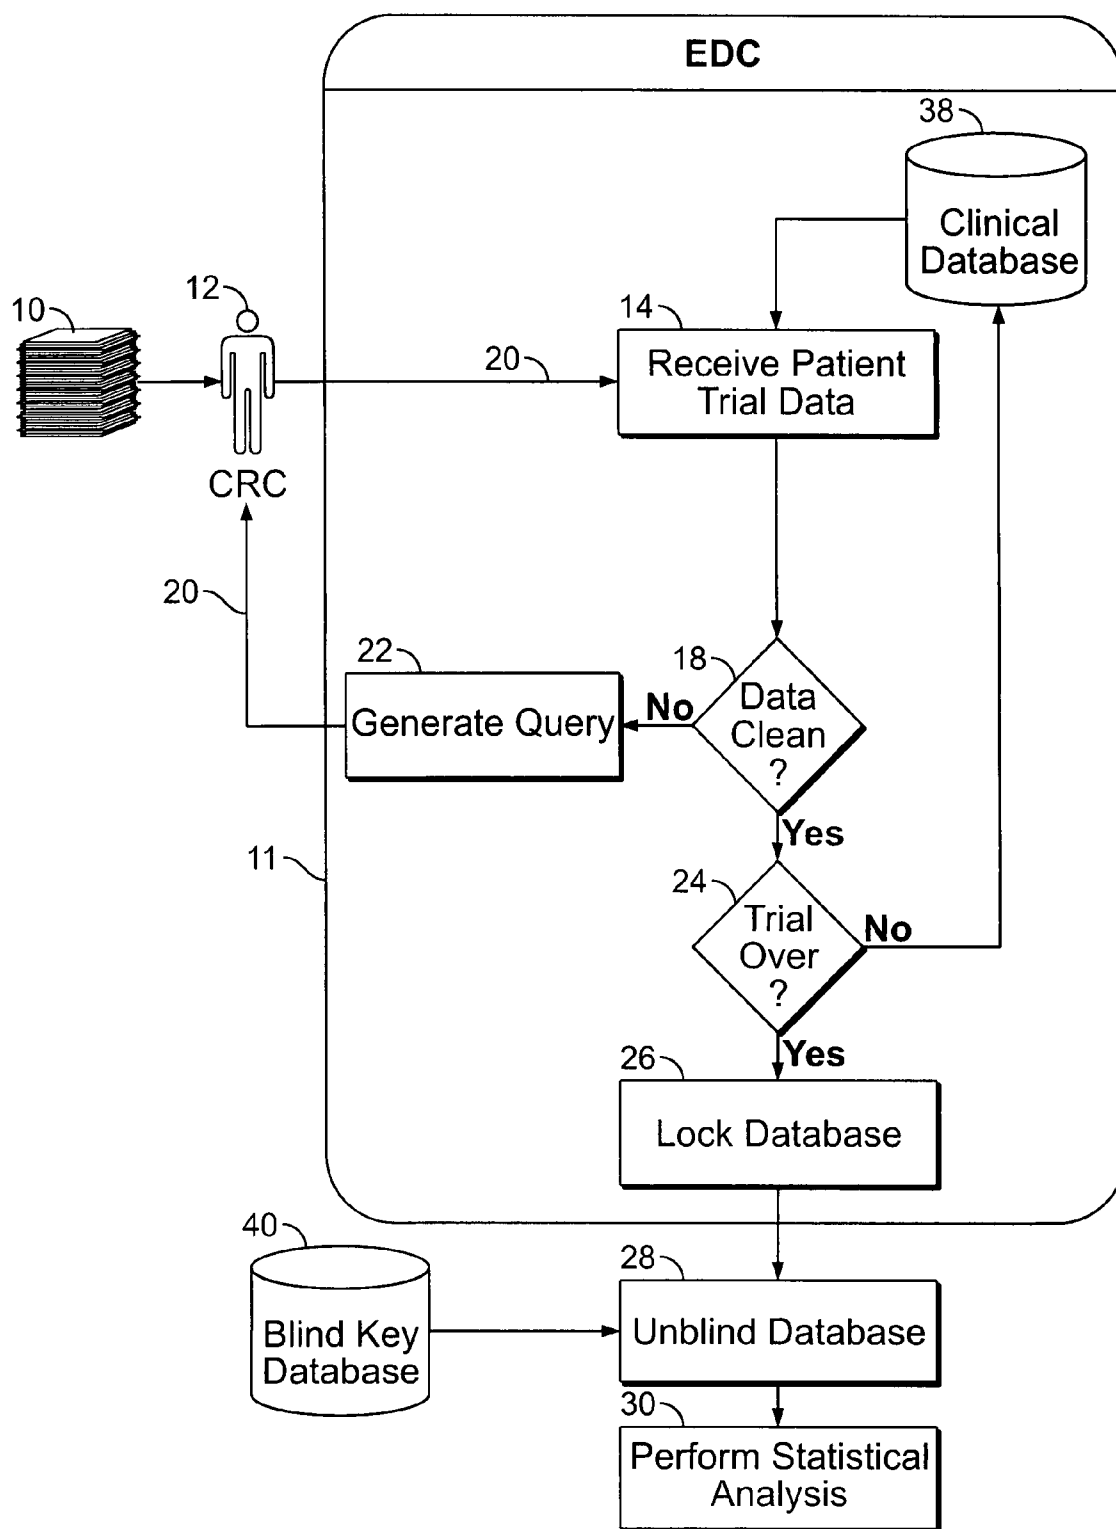 EDC
38
Clinical
Database
10
12
14
20
Receive Patient
Trial Data
CRC
20
22
18
Generate Query
No
Data
Clean
?
Yes
11
24
Trial
Over
?
No
Yes
26
Lock Database
40
28
Blind Key
Database
Unblind Database
30
Perform Statistical
Analysis